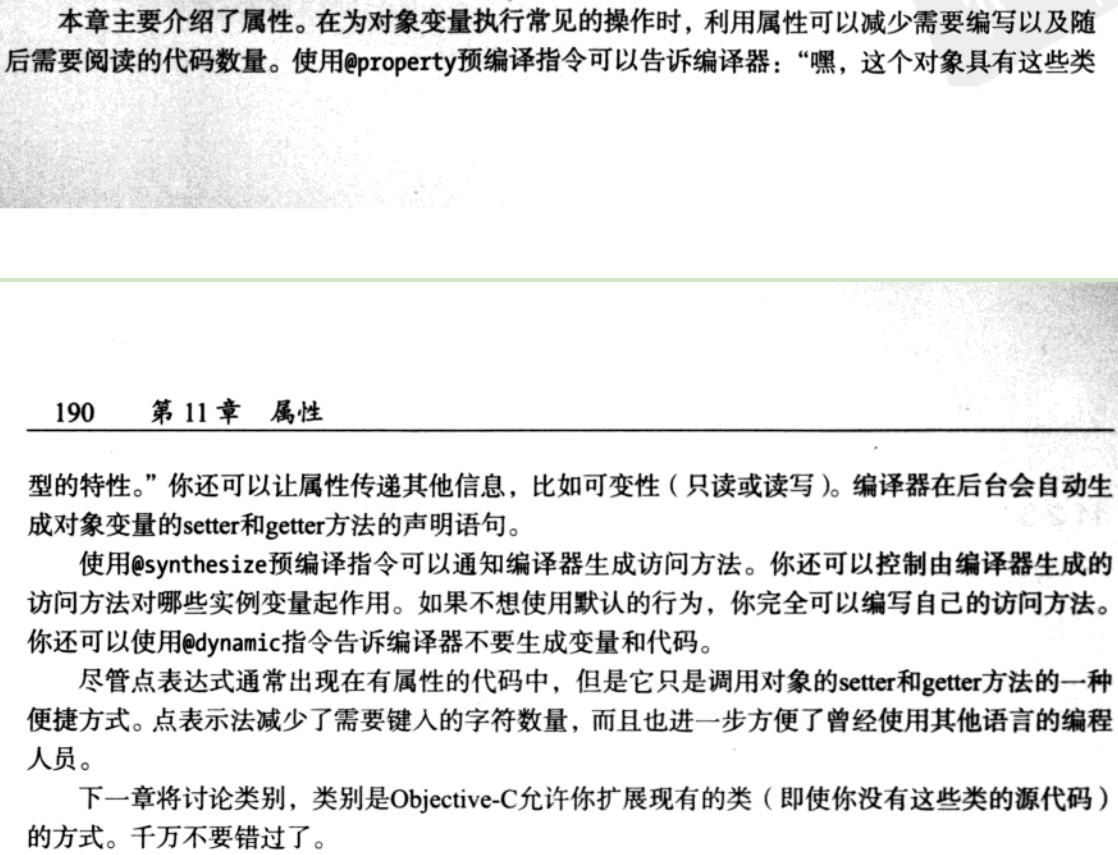 本章主要介绍了属性。在为对象变量执行常见的操作时，利用属性可以减少需要编写以及随
后需要阅读的代码数量。使用@property预编译指令可以告诉编译器：“嘿，这个对象具有这些类
190 第 11 章 属性
型的特性。”你还可以让属性传递其他信息，比如可变性（只读或读写）。编译器在后台会自动生
成对象变量的setter和getter方法的声明语句。
使用@synthesize预编译指令可以通知编译器生成访问方法。你还可以控制由编译器生成的
访问方法对哪些实例变量起作用。如果不想使用默认的行为，你完全可以编写自己的访问方法。
你还可以使用@dynamic指令告诉编译器不要生成变量和代码。
尽管点表达式通常出现在有属性的代码中，但是它只是调用对象的setter和getter方法的一种
便捷方式。点表示法减少了需要键入的字符数量，而且也进一步方便了曾经使用其他语言的编程
人员。
下一章将讨论类别，类别是Objective-C允许你扩展现有的类（即使你没有这些类的源代码）
的方式。千万不要错过了。